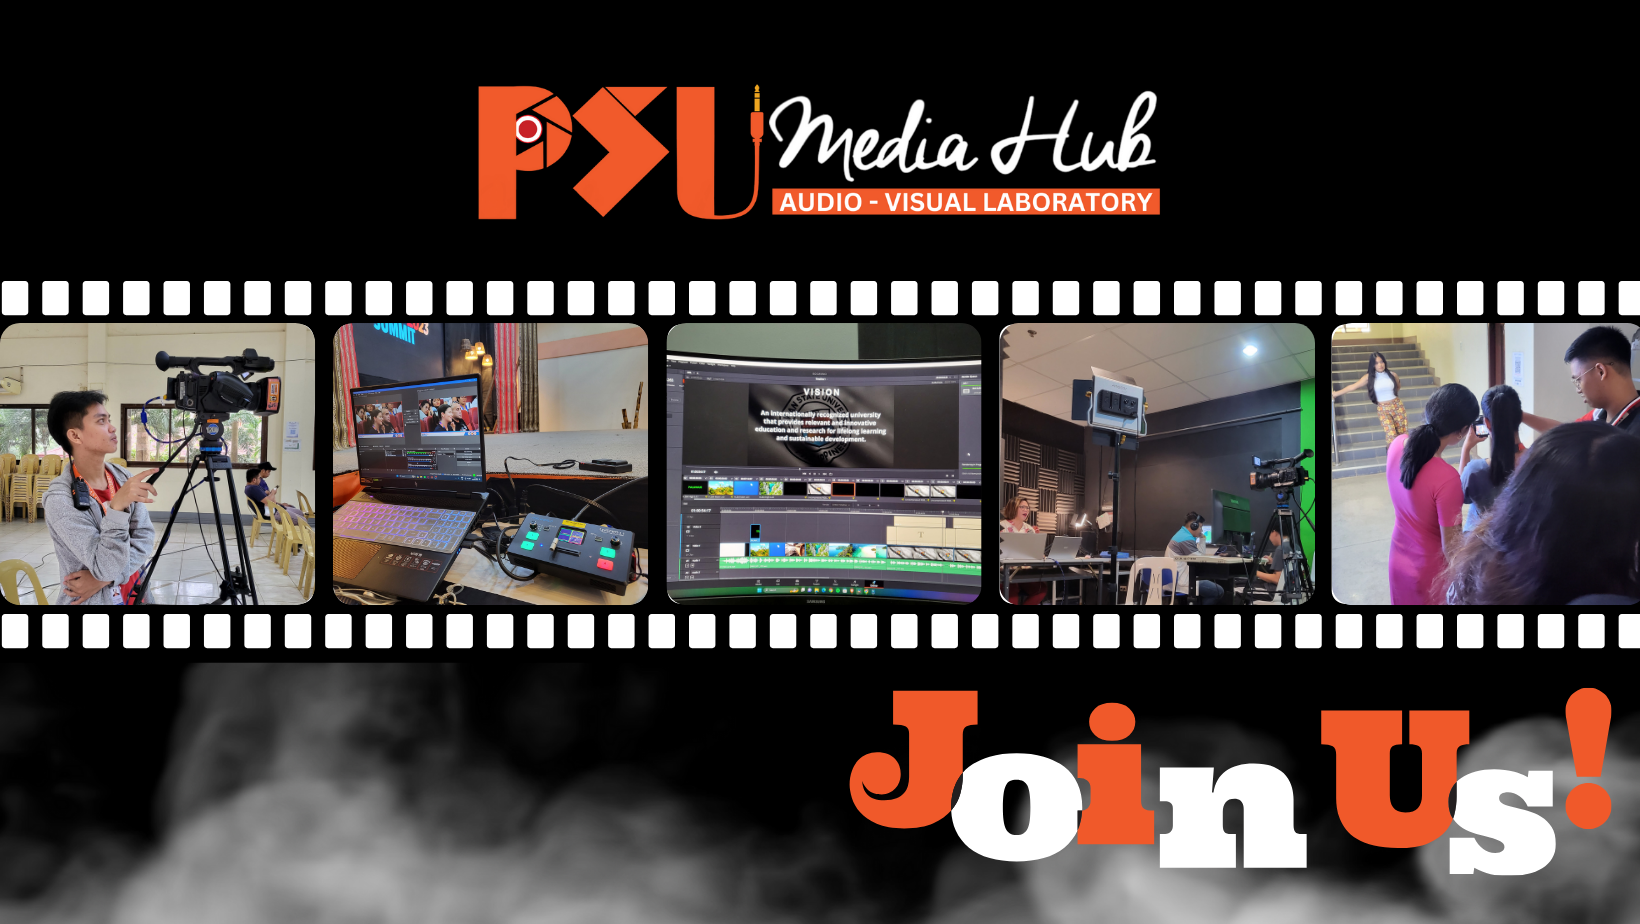 PSU Media Hub
AUDIO - VISUAL LABORATORY
SUMMIT
VISION
An internationally recognized university
that provides relevant and innovative
education and research for lifelong learning
and sustainable development.
Join Us!